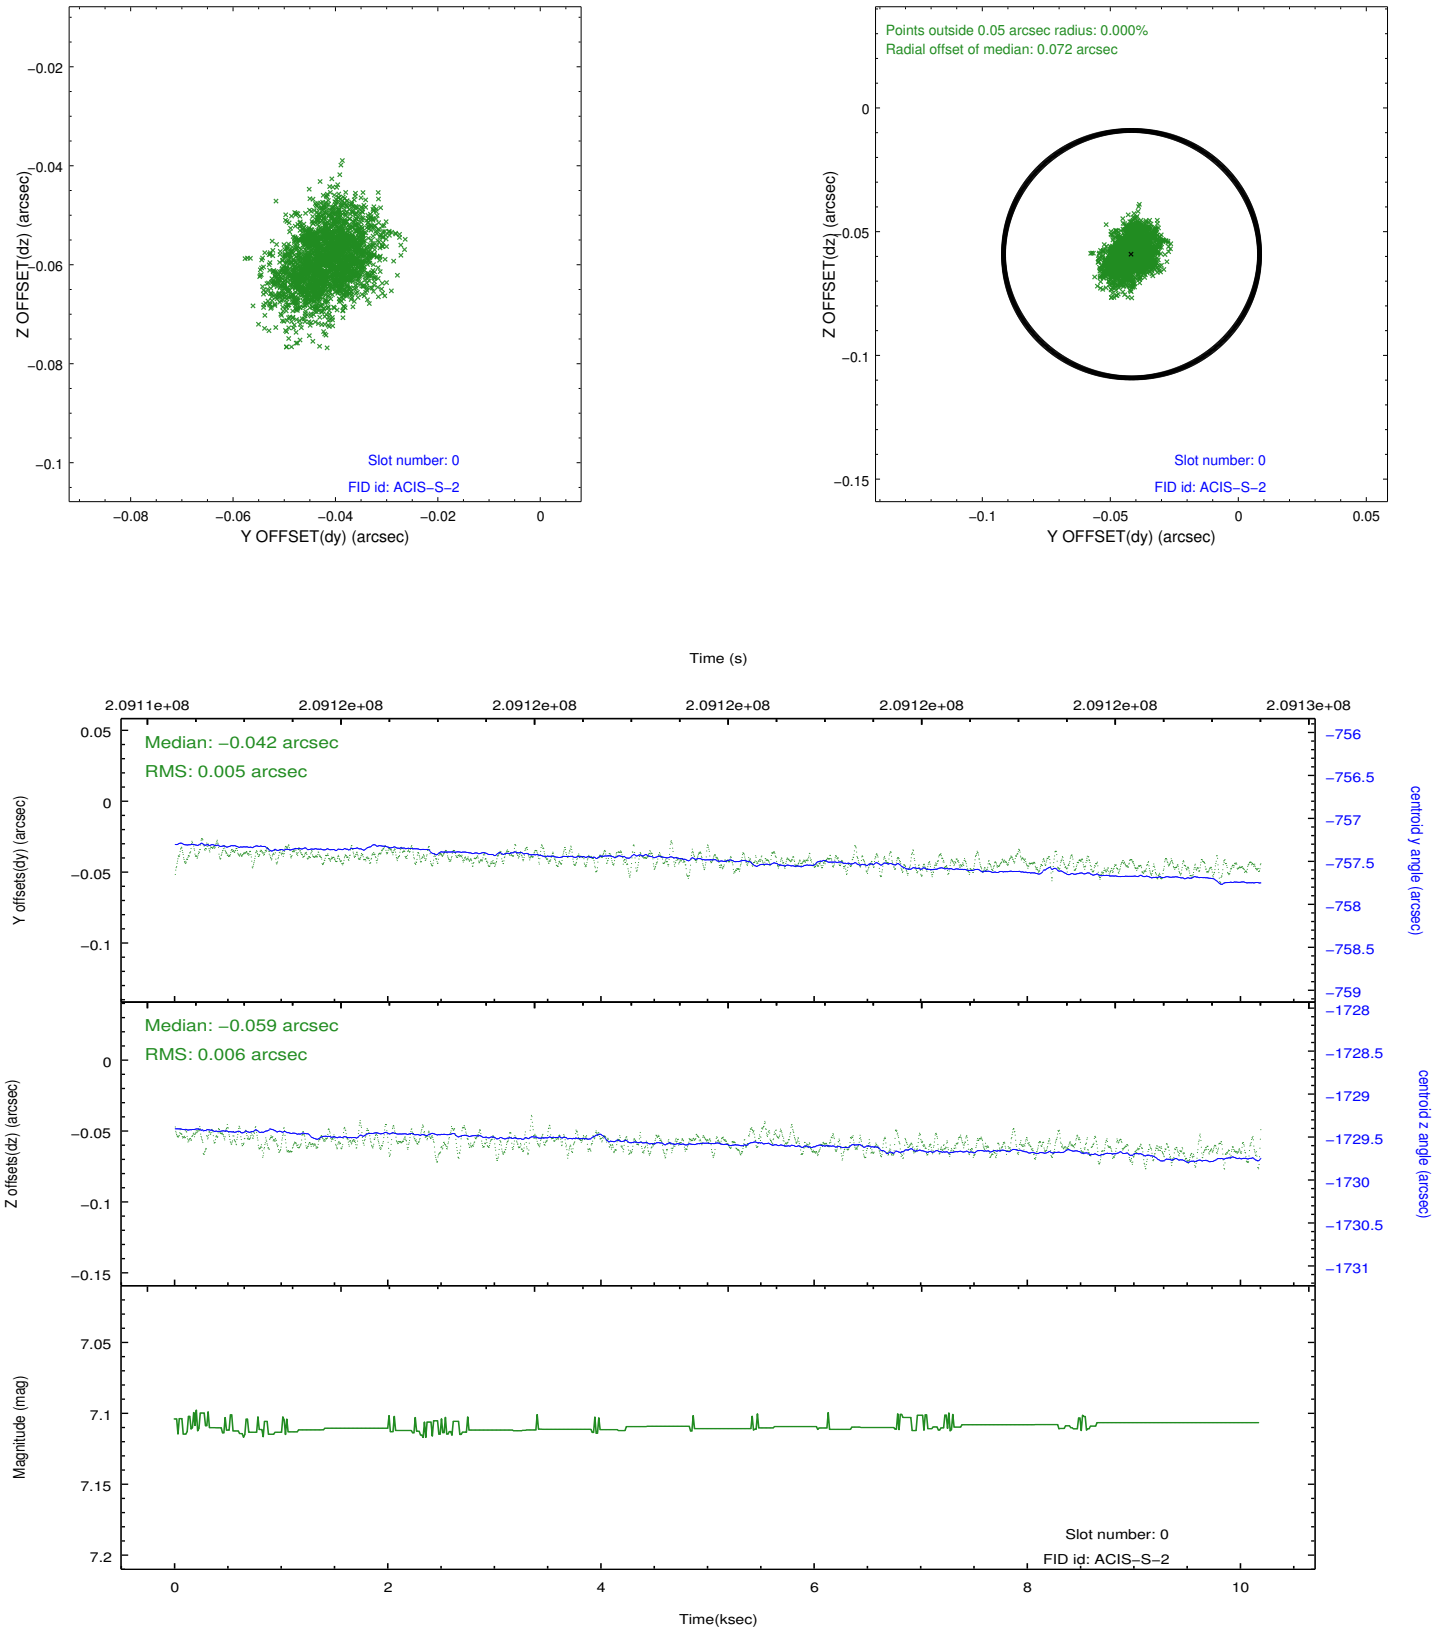 −0.02
−0.04
−0.06
−0.08
−0.1
Z OFFSET(dz) (arcsec)
Slot number: 0
FID id: ACIS−S−2
−0.08 −0.06 −0.04 −0.02 0
Y OFFSET(dy) (arcsec)
Points outside 0.05 arcsec radius: 0.000%
Radial offset of median: 0.072 arcsec
0
−0.05
−0.1
−0.15
Z OFFSET(dz) (arcsec)
Slot number: 0
FID id: ACIS−S−2
−0.1 −0.05 0 0.05
Y OFFSET(dy) (arcsec)
Time (s)
2.0911e+08 2.0912e+08 2.0912e+08 2.0912e+08 2.0912e+08 2.0912e+08 2.0913e+08
Median: −0.042 arcsec
RMS: 0.005 arcsec
0.05
0
−0.05
−0.1
Y offsets(dy) (arcsec)
−756
−756.5
−757
−757.5
−758
−758.5
−759
centroid y angle (arcsec)
Median: −0.059 arcsec
RMS: 0.006 arcsec
0
−0.05
−0.1
−0.15
Z offsets(dz) (arcsec)
−1728
−1728.5
−1729
−1729.5
−1730
−1730.5
−1731
centroid z angle (arcsec)
7.05
7.1
7.15
7.2
Magnitude (mag)
Slot number: 0
FID id: ACIS−S−2
0 2 4 6 8 10
Time(ksec)